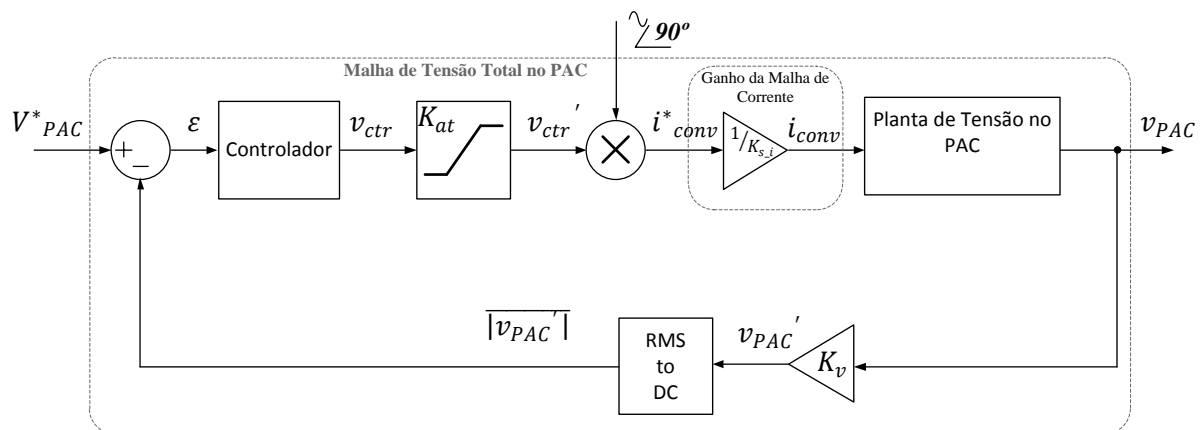 90º
Malha de Tensão Total no PAC
Ganho da Malha de
Corrente
V*PAC
+
−
ε
Controlador
vctr
Kat
vctr′
×
i*conv
1/Ks_i
iconv
Planta de Tensão no
PAC
vPAC
|vPAC′|
RMS
to
DC
vPAC′
Kv